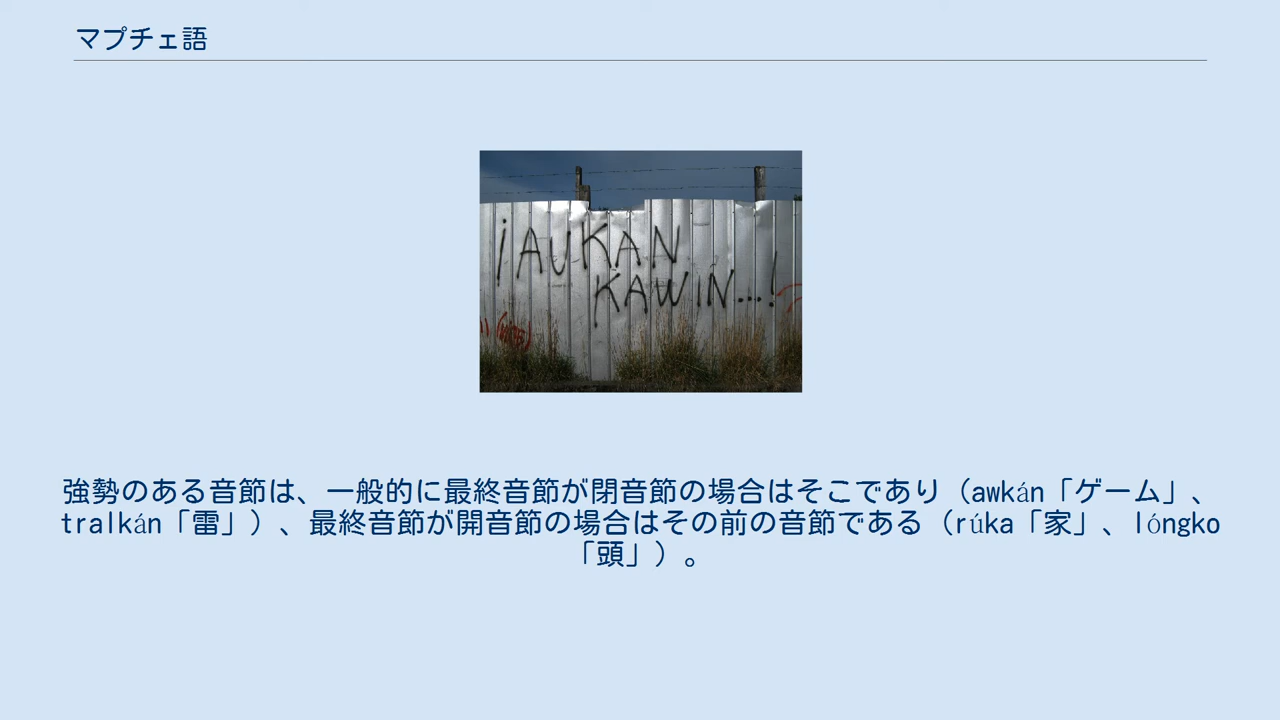 マプチェ語
¡AUKAN
KAWIN...!
強勢のある音節は、一般的に最終音節が閉音節の場合はそこであり（awkán「ゲーム」、
tralkán「雷」）、最終音節が開音節の場合はその前の音節である（rúka「家」、lóngko
「頭」）。